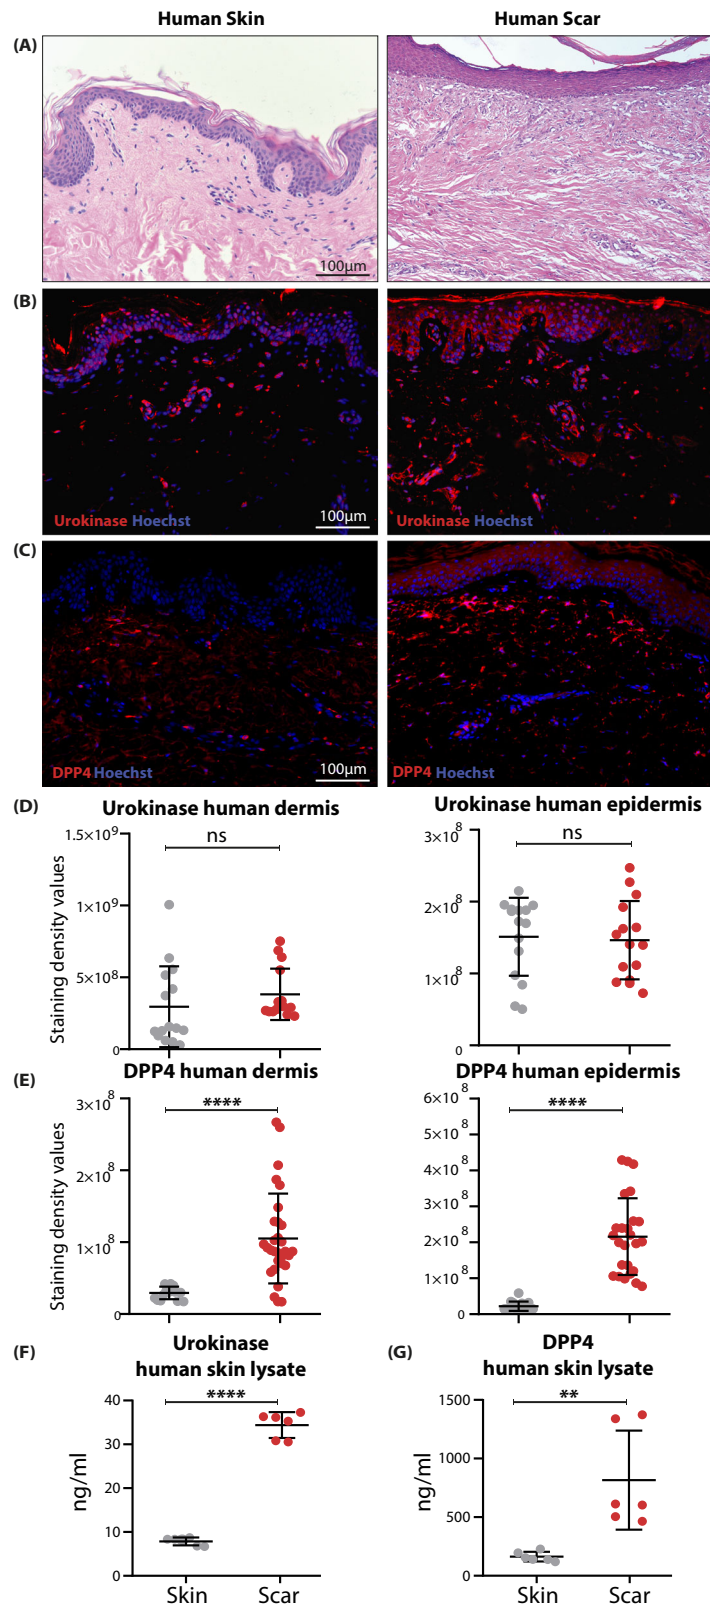 Human Skin Human Scar
(A)
100µm
(B)
Urokinase Hoechst 100µm Urokinase Hoechst
(C)
DPP4 Hoechst 100µm DPP4 Hoechst
(D) Urokinase human dermis Urokinase human epidermis
Staining density values
1.5×10⁹
1×10⁹
5×10⁸
0
ns
3×10⁸
2×10⁸
1×10⁸
0
ns
(E) DPP4 human dermis DPP4 human epidermis
Staining density values
3×10⁸
2×10⁸
1×10⁸
0
****
6×10⁸
5×10⁸
4×10⁸
3×10⁸
2×10⁸
1×10⁸
0
****
(F) Urokinase
human skin lysate
ng/ml
40
30
20
10
0
****
Skin Scar
(G) DPP4
human skin lysate
ng/ml
1500
1000
500
0
**
Skin Scar